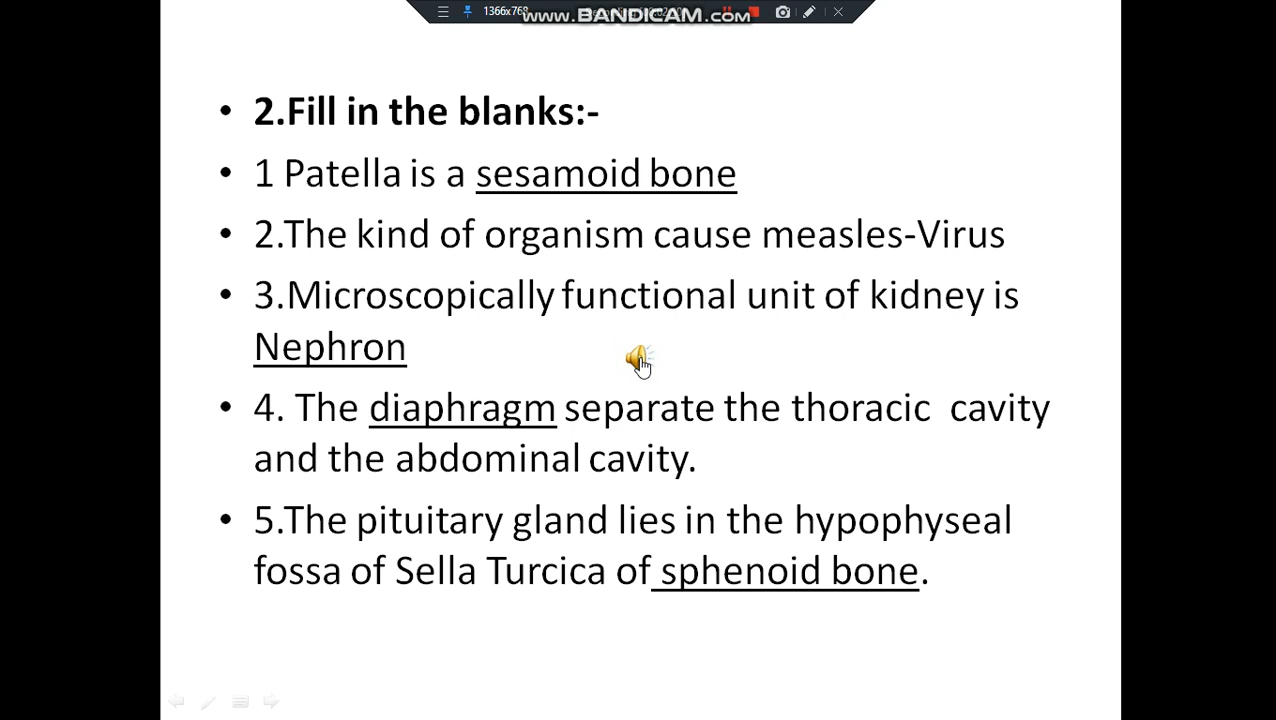 1366x768
www.BANDICAM.com
• 2.Fill in the blanks:-
• 1 Patella is a sesamoid bone
• 2.The kind of organism cause measles-Virus
• 3.Microscopically functional unit of kidney is
Nephron
• 4. The diaphragm separate the thoracic cavity
and the abdominal cavity.
• 5.The pituitary gland lies in the hypophyseal
fossa of Sella Turcica of sphenoid bone.